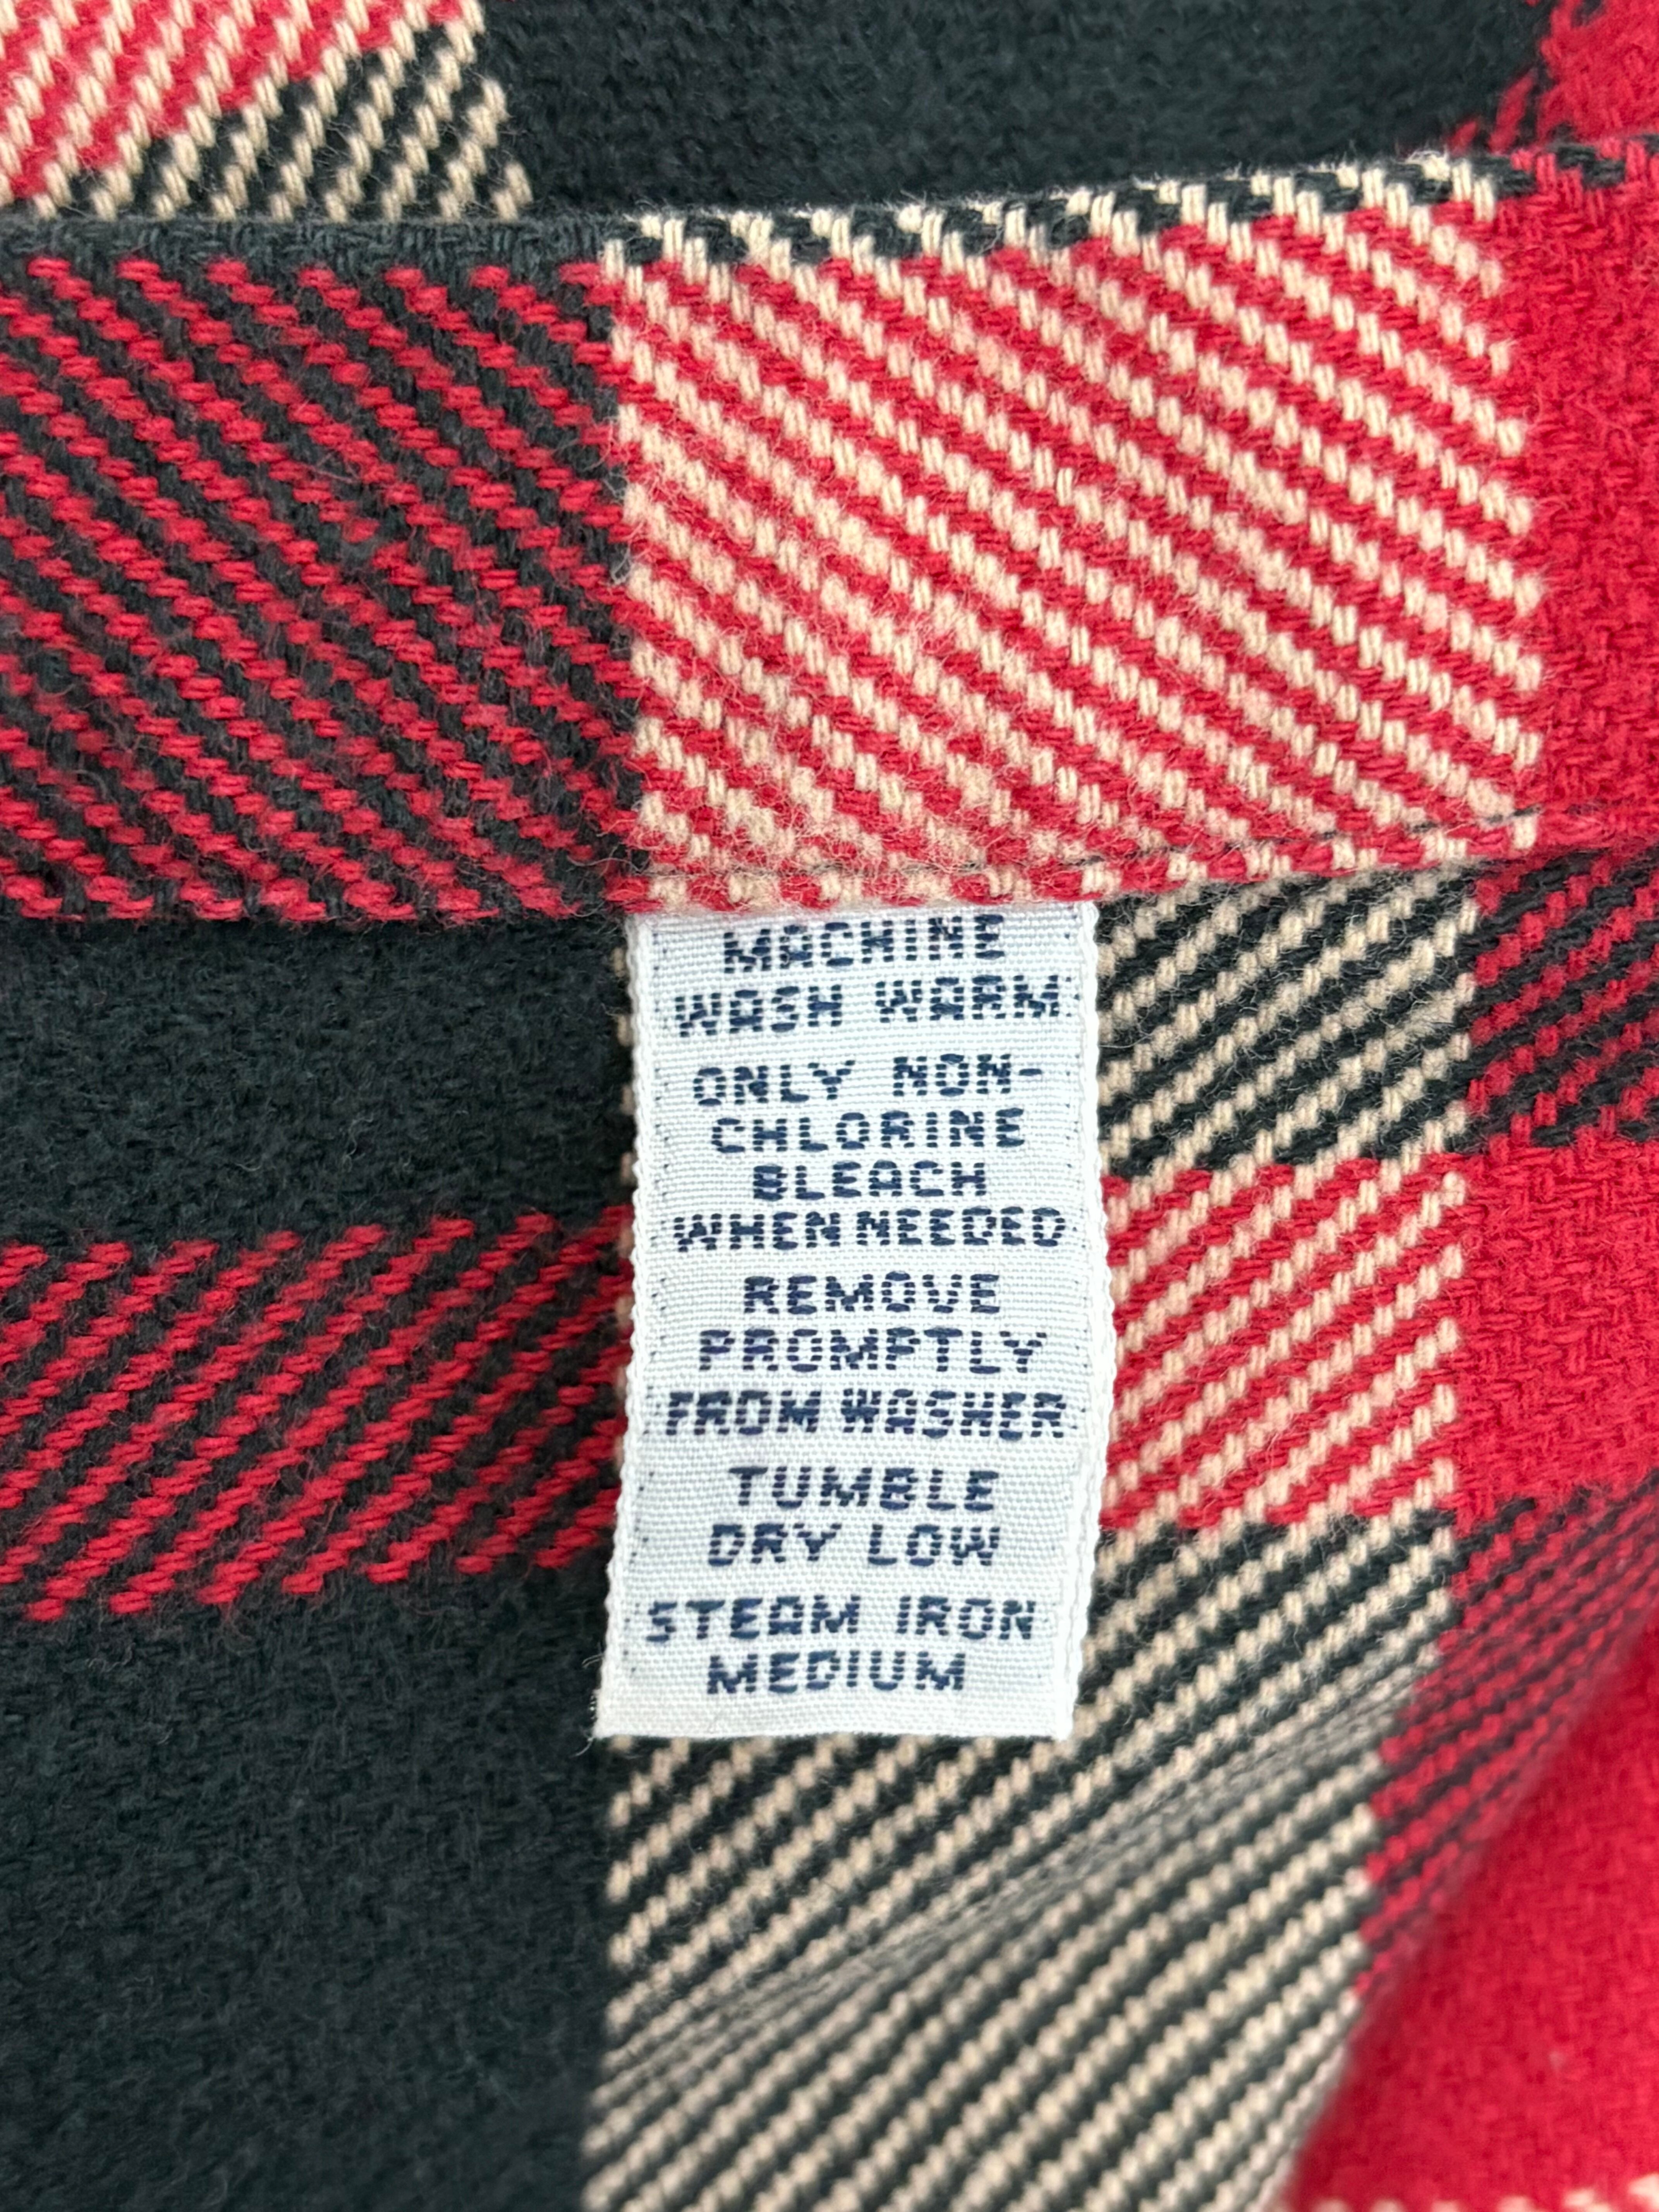 MACHINE
WASH WARM
ONLY NON-
CHLORINE
BLEACH
WHEN NEEDED
REMOVE
PROMPTLY
FROM WASHER
TUMBLE
DRY LOW
STEAM IRON
MEDIUM